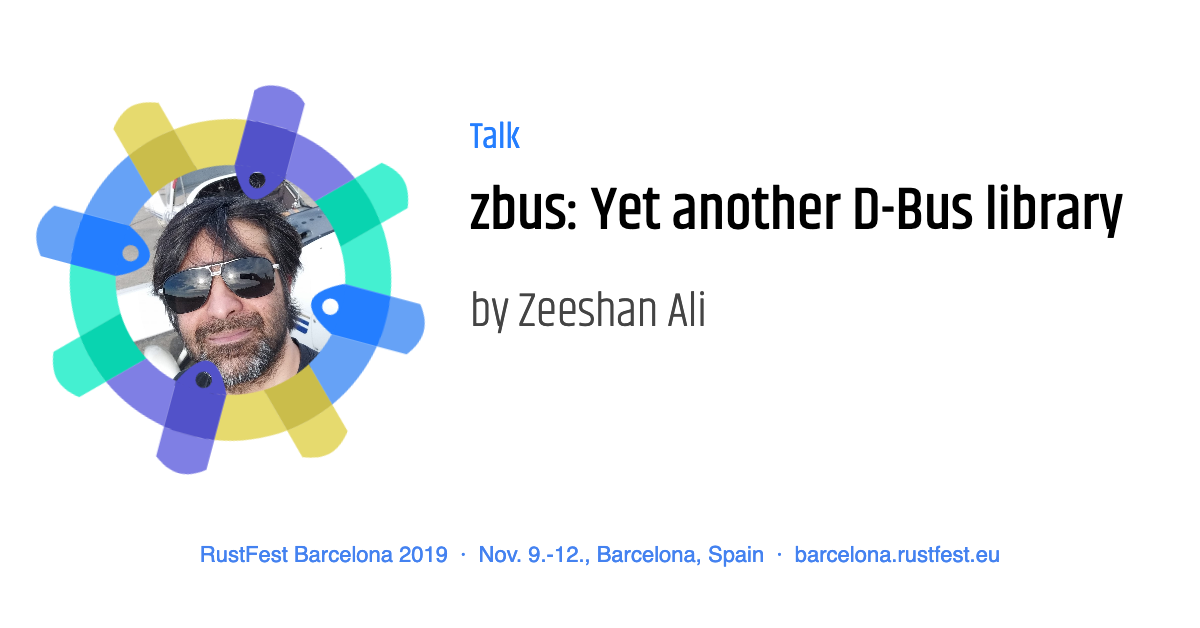 Talk
zbus: Yet another D-Bus library
by Zeeshan Ali
RustFest Barcelona 2019 · Nov. 9.-12., Barcelona, Spain · barcelona.rustfest.eu